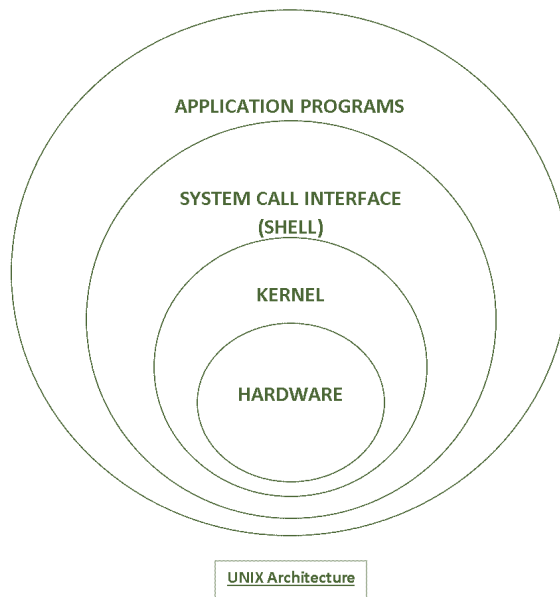 APPLICATION PROGRAMS
SYSTEM CALL INTERFACE
(SHELL)
KERNEL
HARDWARE
UNIX Architecture